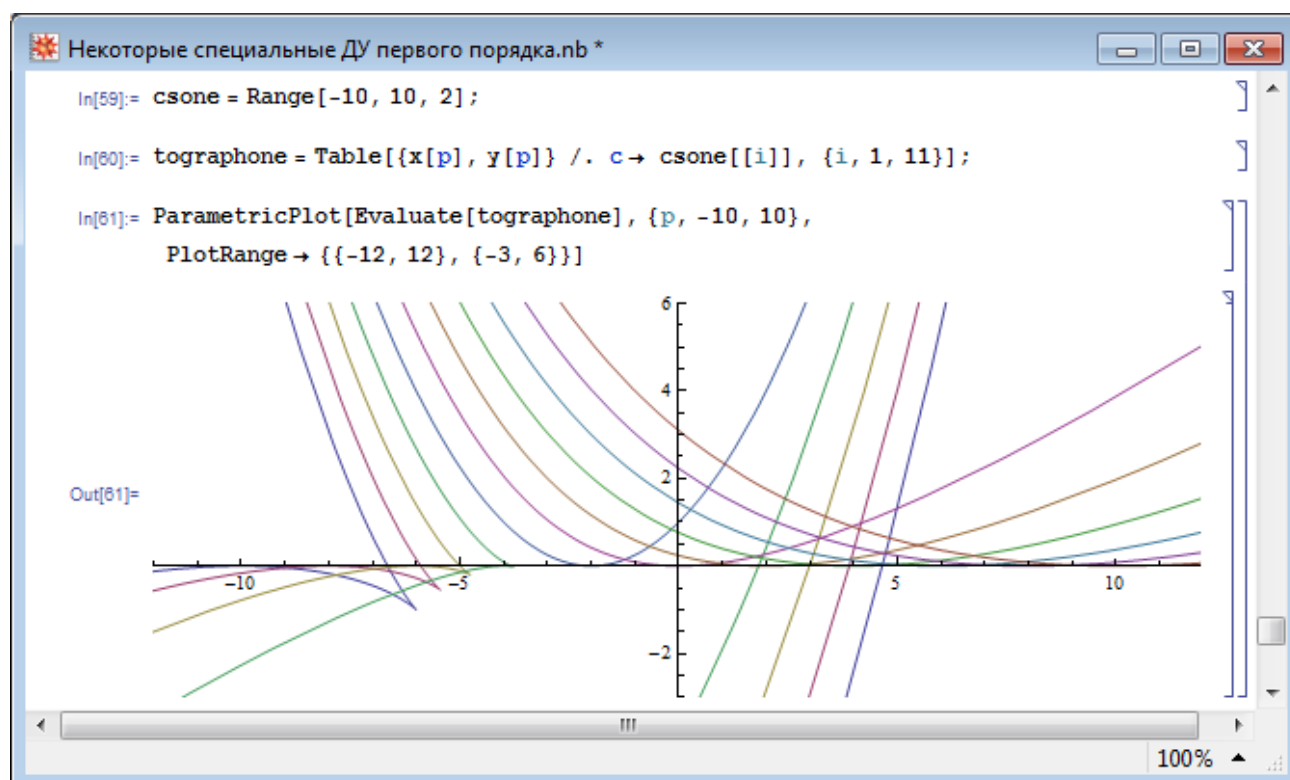 Некоторые специальные ДУ первого порядка.nb *
In[59]:= csone = Range[-10, 10, 2];
In[60]:= tographone = Table[{x[p], y[p]} /. c → csone[[i]], {i, 1, 11}];
In[61]:= ParametricPlot[Evaluate[tographone], {p, -10, 10},
PlotRange → {{-12, 12}, {-3, 6}}]
6
4
2
Out[61]=
-10 -5 5 10
-2
100%